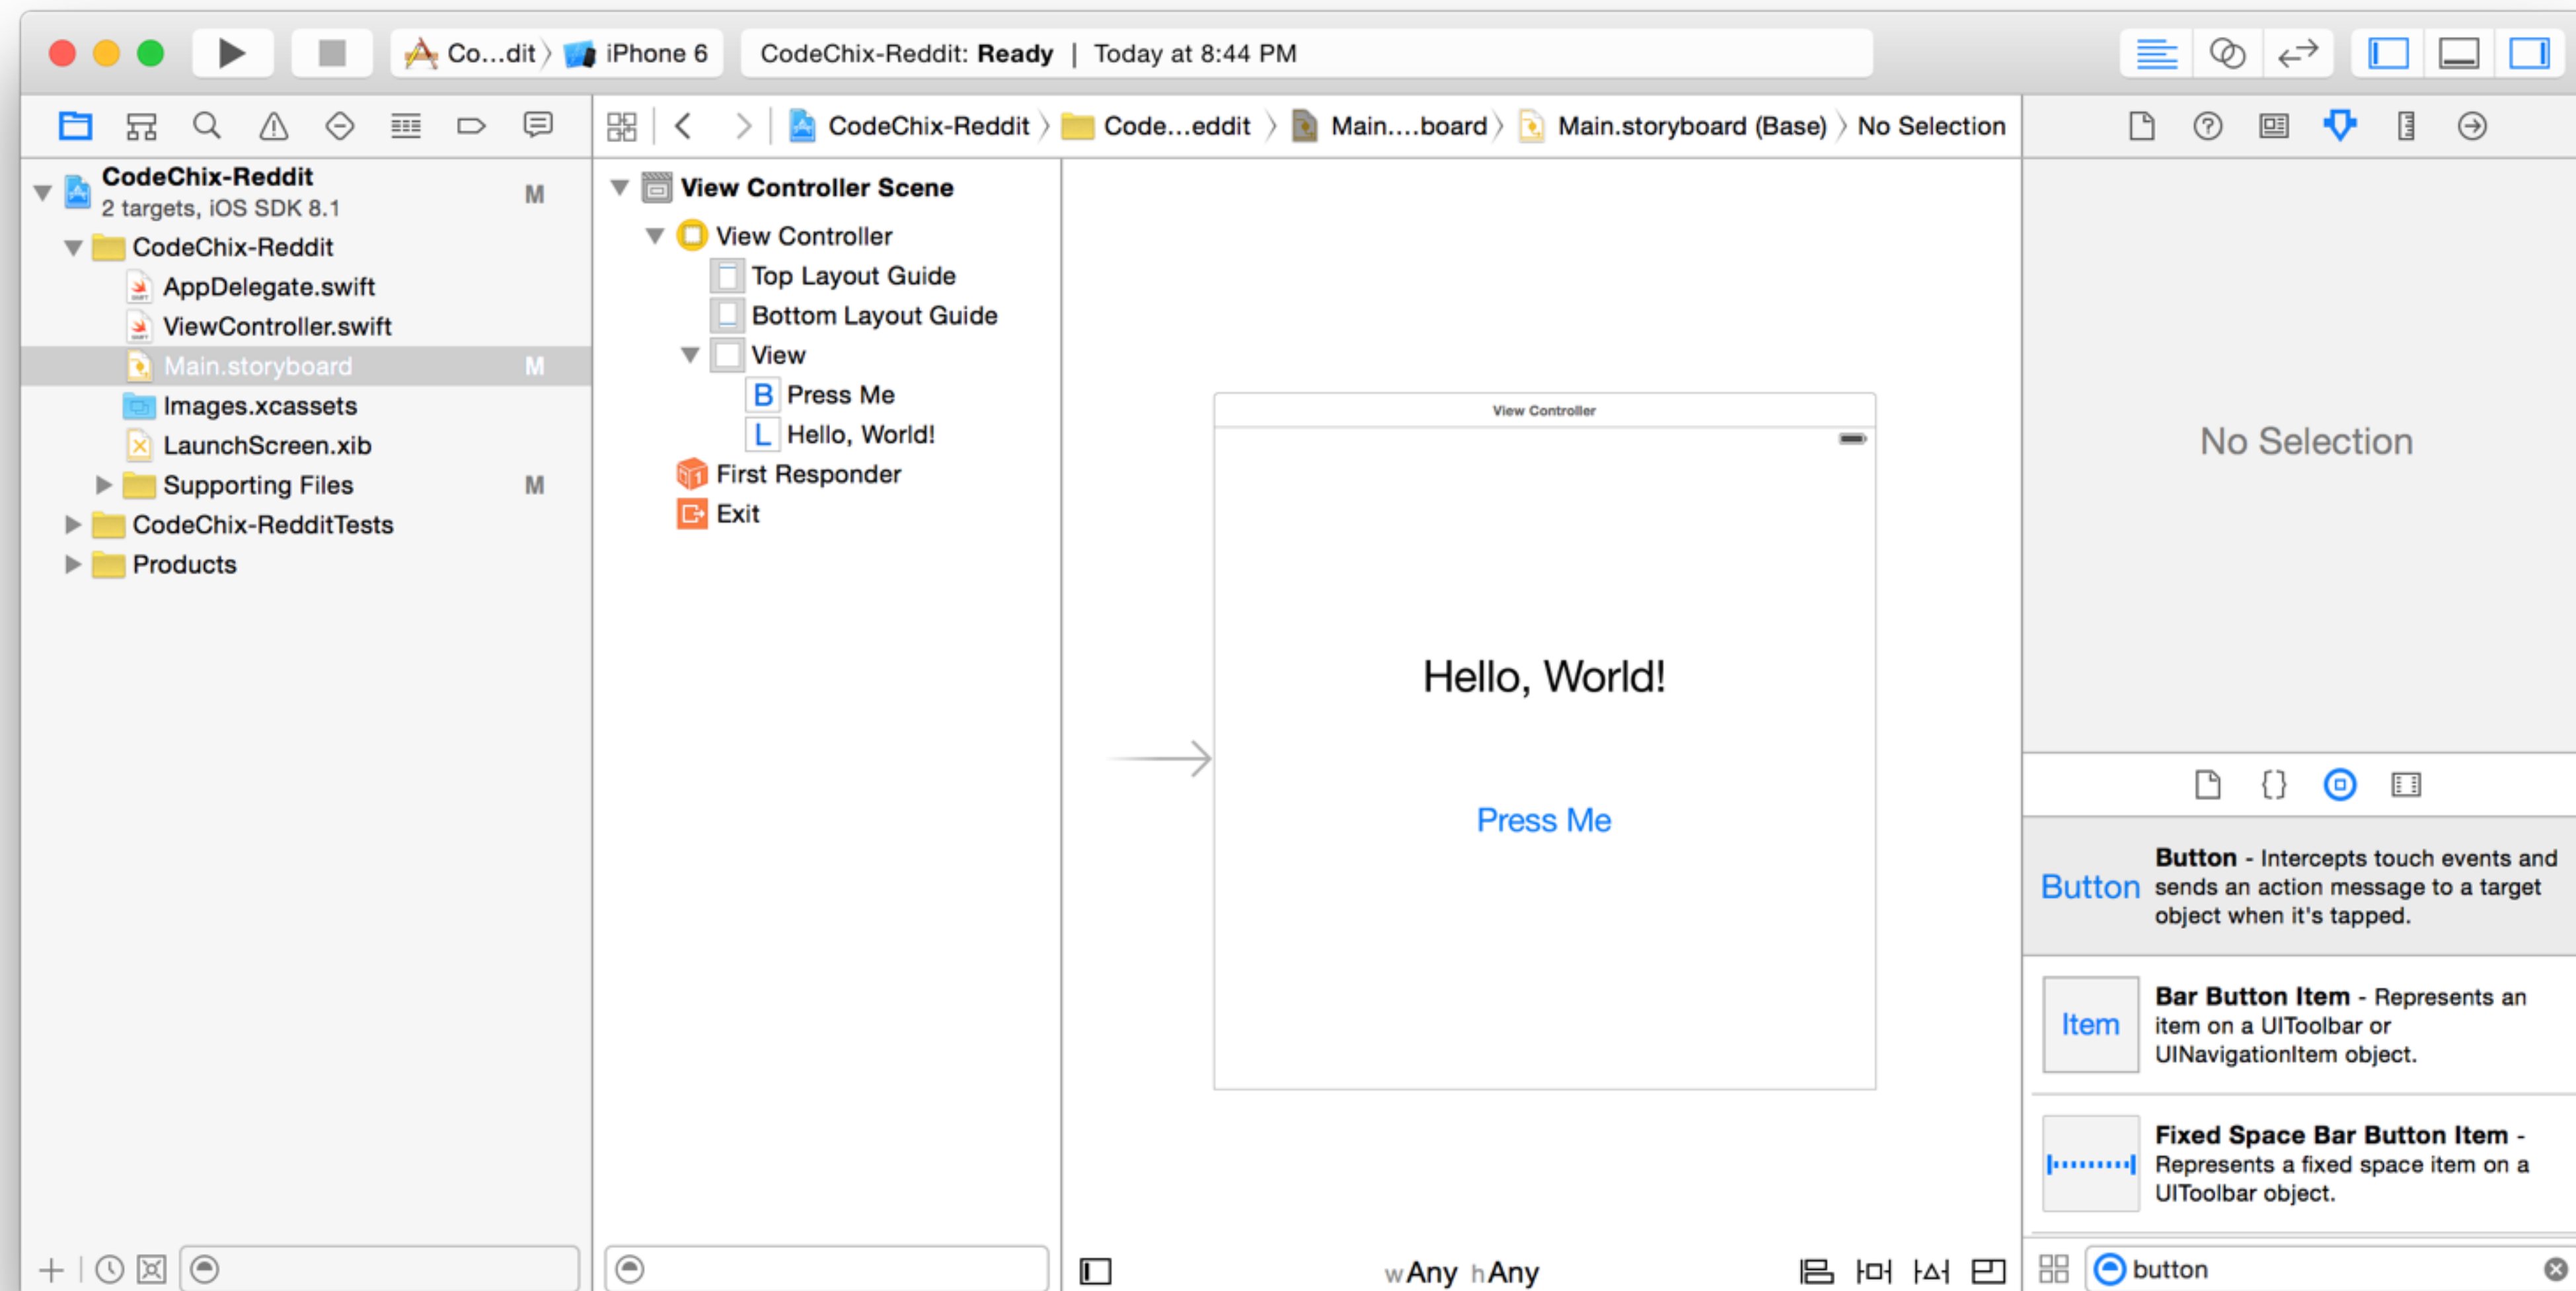 Co...dit iPhone 6
CodeChix-Reddit: Ready | Today at 8:44 PM
CodeChix-Reddit Code...eddit Main....board Main.storyboard (Base) No Selection
CodeChix-Reddit M
2 targets, iOS SDK 8.1
CodeChix-Reddit
AppDelegate.swift
ViewController.swift
Main.storyboard M
Images.xcassets
LaunchScreen.xib
Supporting Files M
CodeChix-RedditTests
Products
View Controller Scene
View Controller
Top Layout Guide
Bottom Layout Guide
View
B Press Me
L Hello, World!
First Responder
Exit
View Controller
Hello, World!
Press Me
wAny hAny
No Selection
Button
Button - Intercepts touch events and
sends an action message to a target
object when it's tapped.
Item
Bar Button Item - Represents an
item on a UIToolbar or
UINavigationItem object.
Fixed Space Bar Button Item -
Represents a fixed space item on a
UIToolbar object.
button